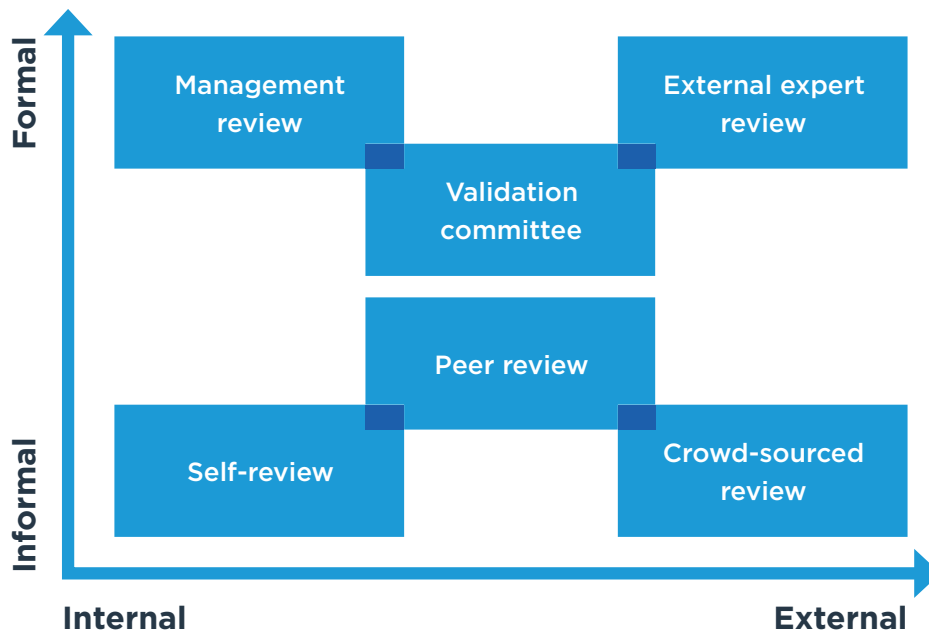 Formal
Management
review
External expert
review
Validation
committee
Peer review
Informal
Self-review
Crowd-sourced
review
Internal
External